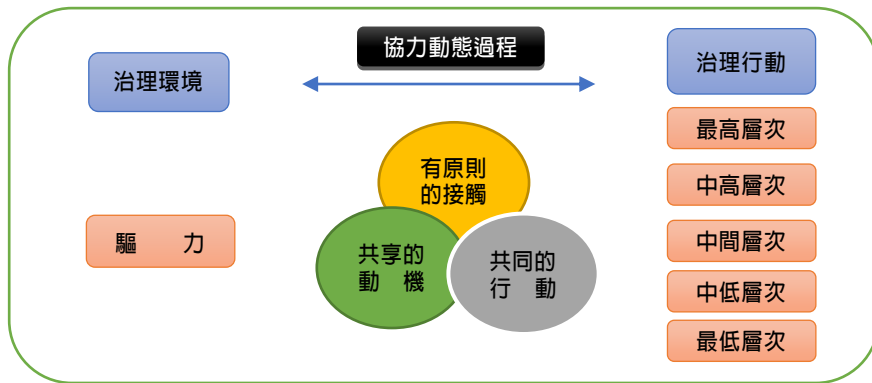 協力動態過程
治理環境
治理行動
最高層次
有原則
的接觸
中高層次
驅　　力
共享的
動　機
共同的
行　動
中間層次
中低層次
最低層次